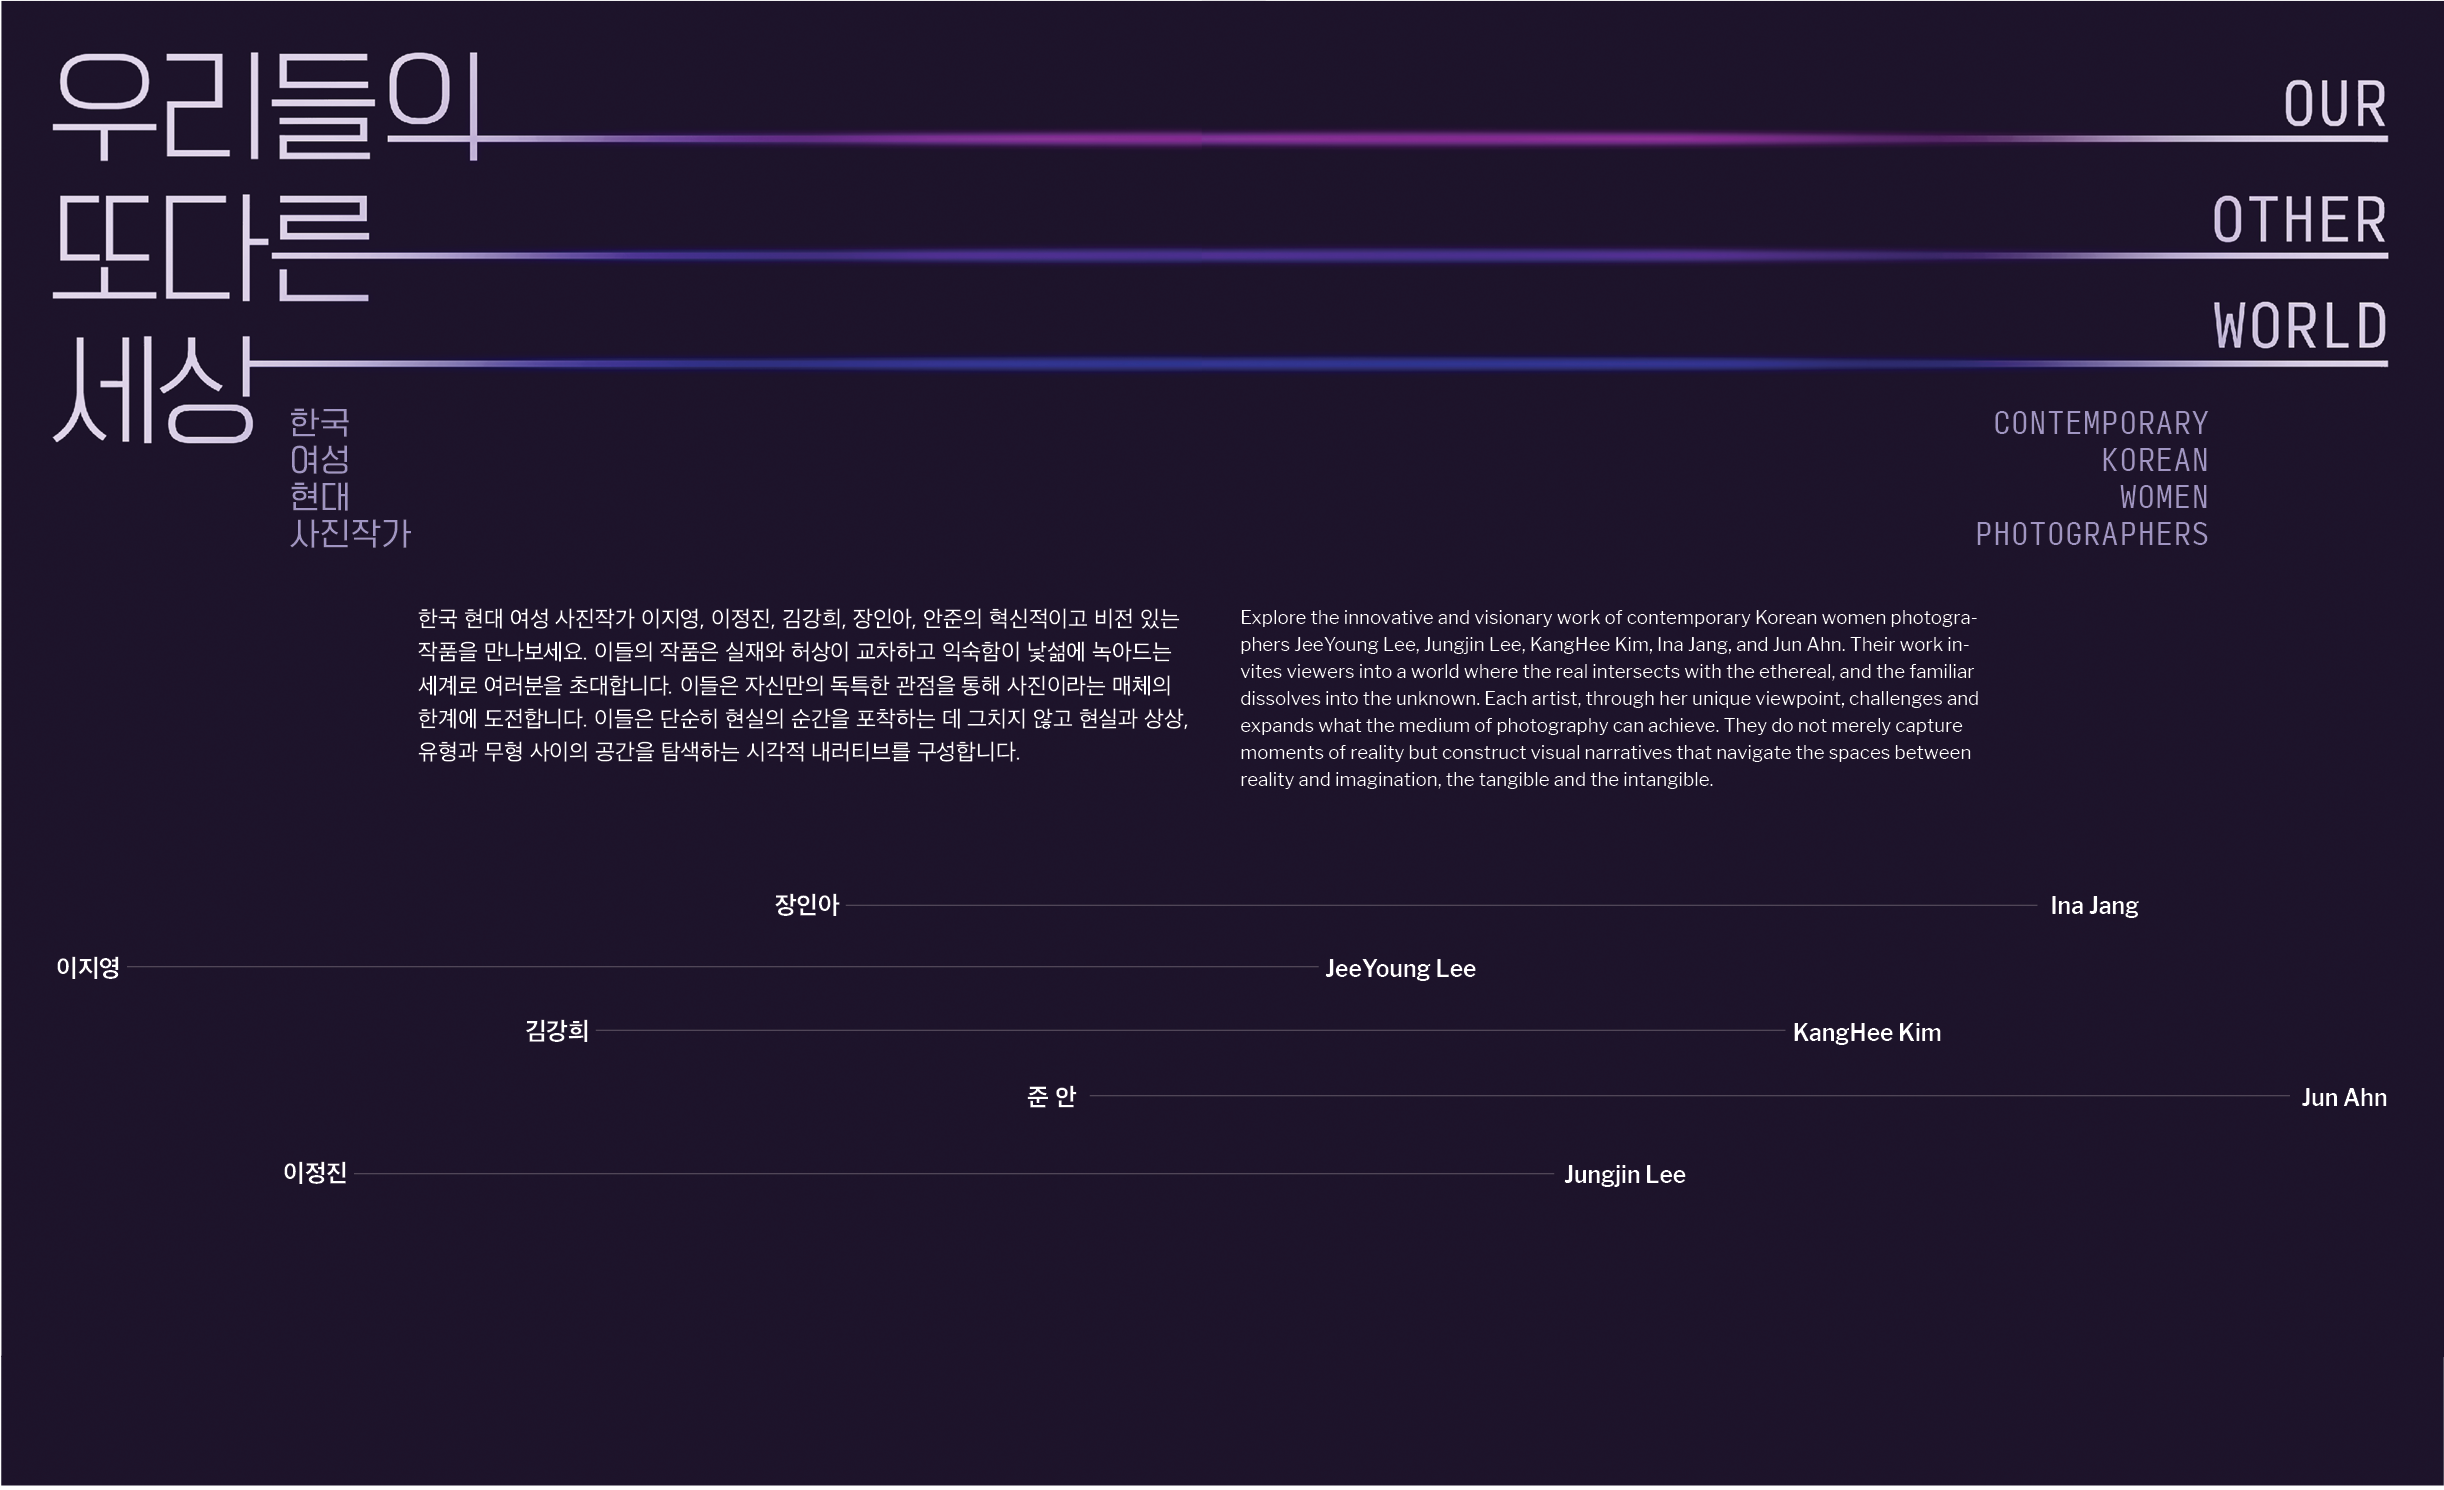 우리들의
OUR
또다른
OTHER
세상
WORLD
한국
여성
현대
사진작가
CONTEMPORARY
KOREAN
WOMEN
PHOTOGRAPHERS
한국 현대 여성 사진작가 이지영, 이정진, 김강희, 장인아, 안준의 혁신적이고 비전 있는
작품을 만나보세요. 이들의 작품은 실재와 허상이 교차하고 익숙함이 낯섦에 녹아드는
세계로 여러분을 초대합니다. 이들은 자신만의 독특한 관점을 통해 사진이라는 매체의
한계에 도전합니다. 이들은 단순히 현실의 순간을 포착하는 데 그치지 않고 현실과 상상,
유형과 무형 사이의 공간을 탐색하는 시각적 내러티브를 구성합니다.
Explore the innovative and visionary work of contemporary Korean women photogra-
phers JeeYoung Lee, Jungjin Lee, KangHee Kim, Ina Jang, and Jun Ahn. Their work in-
vites viewers into a world where the real intersects with the ethereal, and the familiar
dissolves into the unknown. Each artist, through her unique viewpoint, challenges and
expands what the medium of photography can achieve. They do not merely capture
moments of reality but construct visual narratives that navigate the spaces between
reality and imagination, the tangible and the intangible.
장인아 Ina Jang
이지영 JeeYoung Lee
김강희 KangHee Kim
준 안 Jun Ahn
이정진 Jungjin Lee